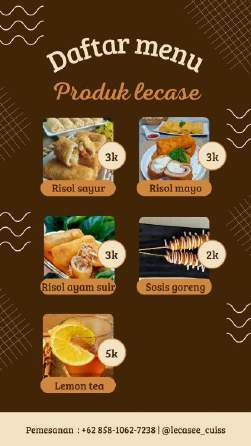 Daftar menu
Produk lecase
3k
3k
Risol sayur
Risol mayo
3k
2k
Risol ayam suir
Sosis goreng
5k
Lemon tea
Pemesanan : +62 858-1062-7238 | @lecasee_cuiss